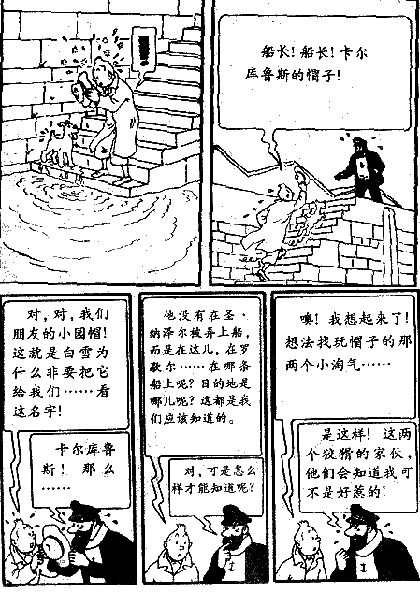 船长！船长！卡尔
库鲁斯的帽子！
对，对，我们
朋友的小圆帽！
这就是白雪为
什么非要把它
给我们……看
这名字！
卡尔库鲁
斯！那么
……
他没有在圣·
纳泽尔被弄上船，
而是在这儿，在罗
歇尔……在哪条
船上呢？目的地是
哪儿呢？这都是我
们应该知道的。
对，可是怎么
样才能知道呢？
噢！我想起来了！
想法找玩帽子的那
两个小淘气……
是这样！这两
个狡猾的家伙，
他们会知道我可
不是好惹的！